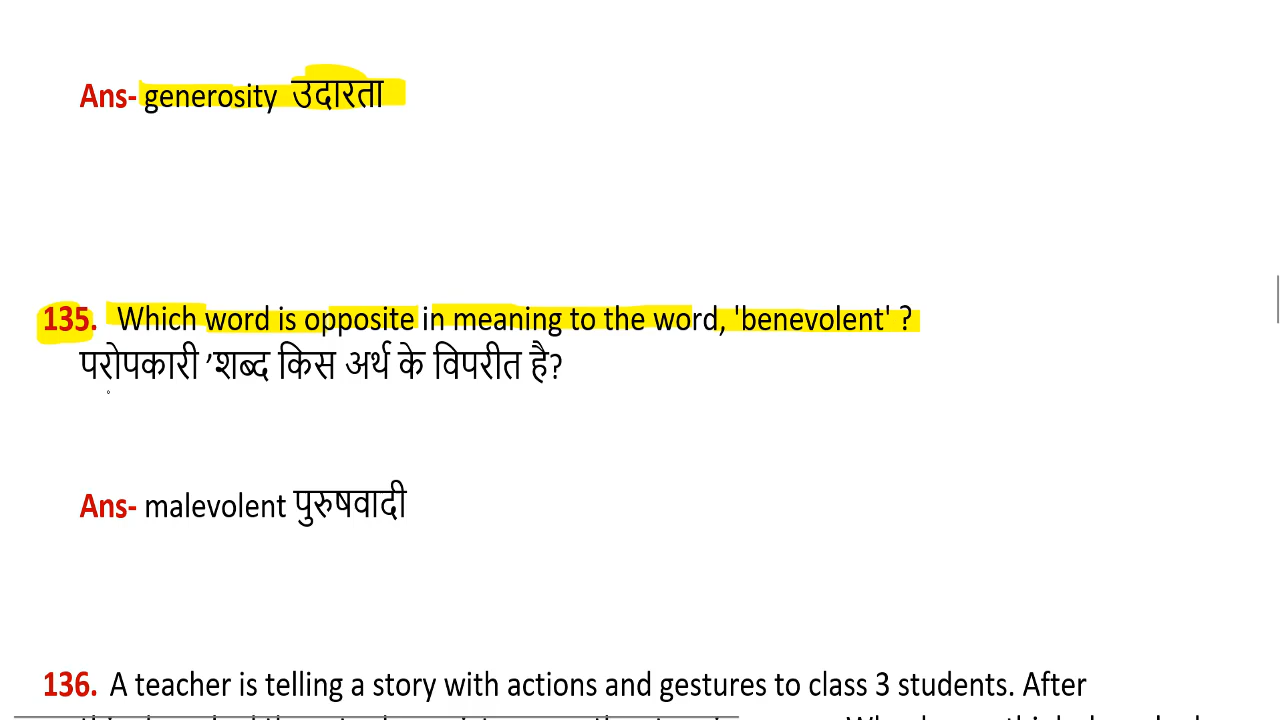 Ans- generosity उदारता
135. Which word is opposite in meaning to the word, 'benevolent' ?
परोपकारी ’शब्द किस अर्थ के विपरीत है?
Ans- malevolent पुरुषवादी
136. A teacher is telling a story with actions and gestures to class 3 students. After